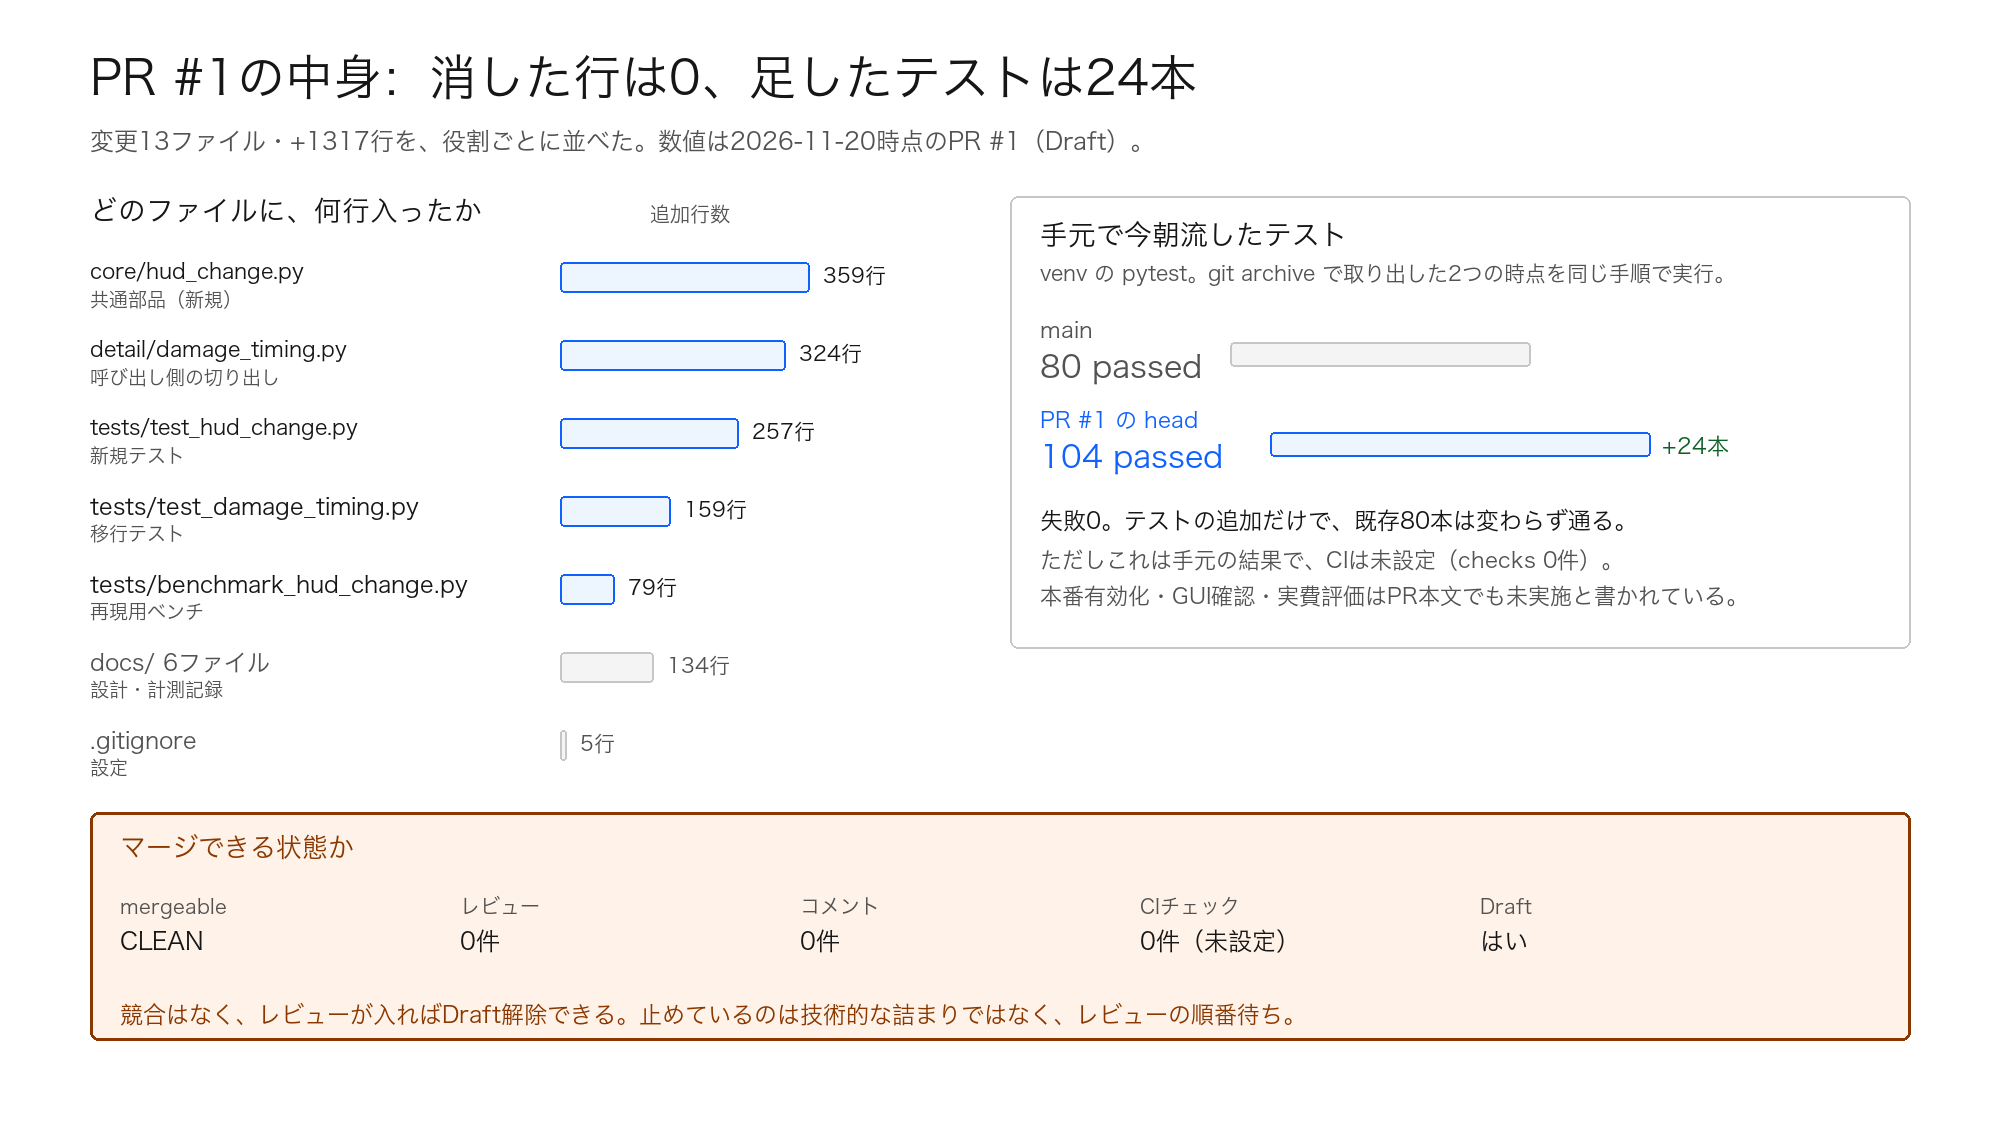 PR #1の中身：消した行は0、足したテストは24本
変更13ファイル・+1317行を、役割ごとに並べた。数値は2026-11-20時点のPR #1（Draft）。
どのファイルに、何行入ったか
追加行数
core/hud_change.py
共通部品（新規）
359行
detail/damage_timing.py
呼び出し側の切り出し
324行
tests/test_hud_change.py
新規テスト
257行
tests/test_damage_timing.py
移行テスト
159行
tests/benchmark_hud_change.py
再現用ベンチ
79行
docs/ 6ファイル
設計・計測記録
134行
.gitignore
設定
5行
手元で今朝流したテスト
venv の pytest。git archive で取り出した2つの時点を同じ手順で実行。
main
80 passed
PR #1 の head
104 passed
+24本
失敗0。テストの追加だけで、既存80本は変わらず通る。
ただしこれは手元の結果で、CIは未設定（checks 0件）。
本番有効化・GUI確認・実費評価はPR本文でも未実施と書かれている。
マージできる状態か
mergeable
CLEAN
レビュー
0件
コメント
0件
CIチェック
0件（未設定）
Draft
はい
競合はなく、レビューが入ればDraft解除できる。止めているのは技術的な詰まりではなく、レビューの順番待ち。